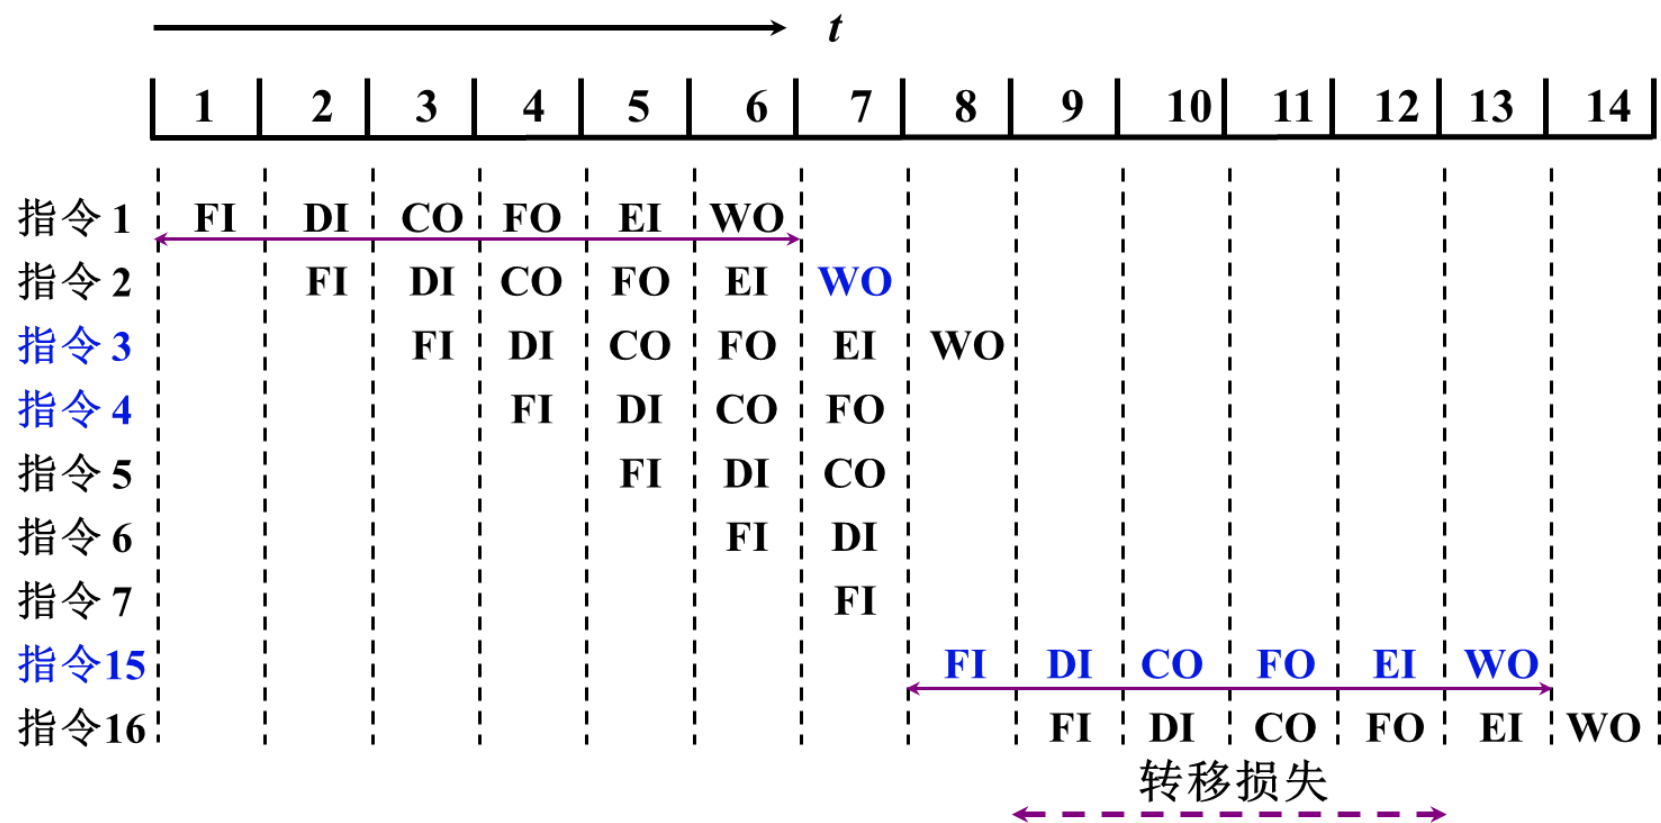 t
1 2 3 4 5 6 7 8 9 10 11 12 13 14
指令 1 FI DI CO FO EI WO
指令 2 FI DI CO FO EI WO
指令 3 FI DI CO FO EI WO
指令 4 FI DI CO FO
指令 5 FI DI CO
指令 6 FI DI
指令 7 FI
指令15 FI DI CO FO EI WO
指令16 FI DI CO FO EI WO
转移损失